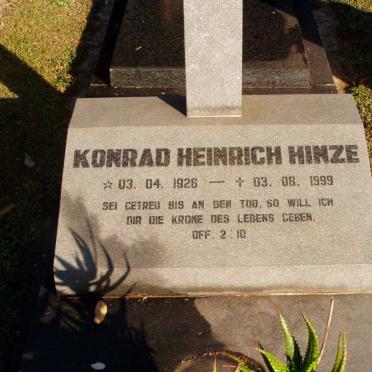 KONRAD HEINRICH HINZE
☆ 03. 04. 1926 — ✝ 03. 06. 1999
SEI GETREU BIS AN DEN TOD, SO WILL ICH
DIR DIE KRONE DES LEBENS GEBEN.
OFF. 2:10